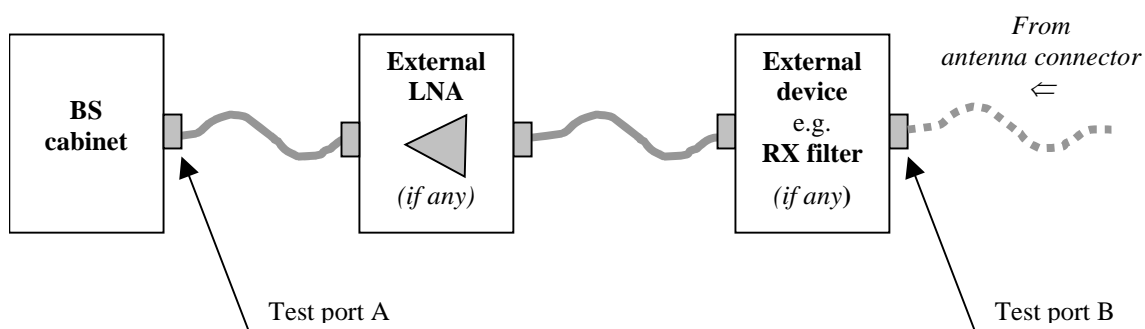 BS
cabinet
External
LNA
(if any)
External
device
e.g.
RX filter
(if any)
From
antenna connector
⇐
Test port A
Test port B